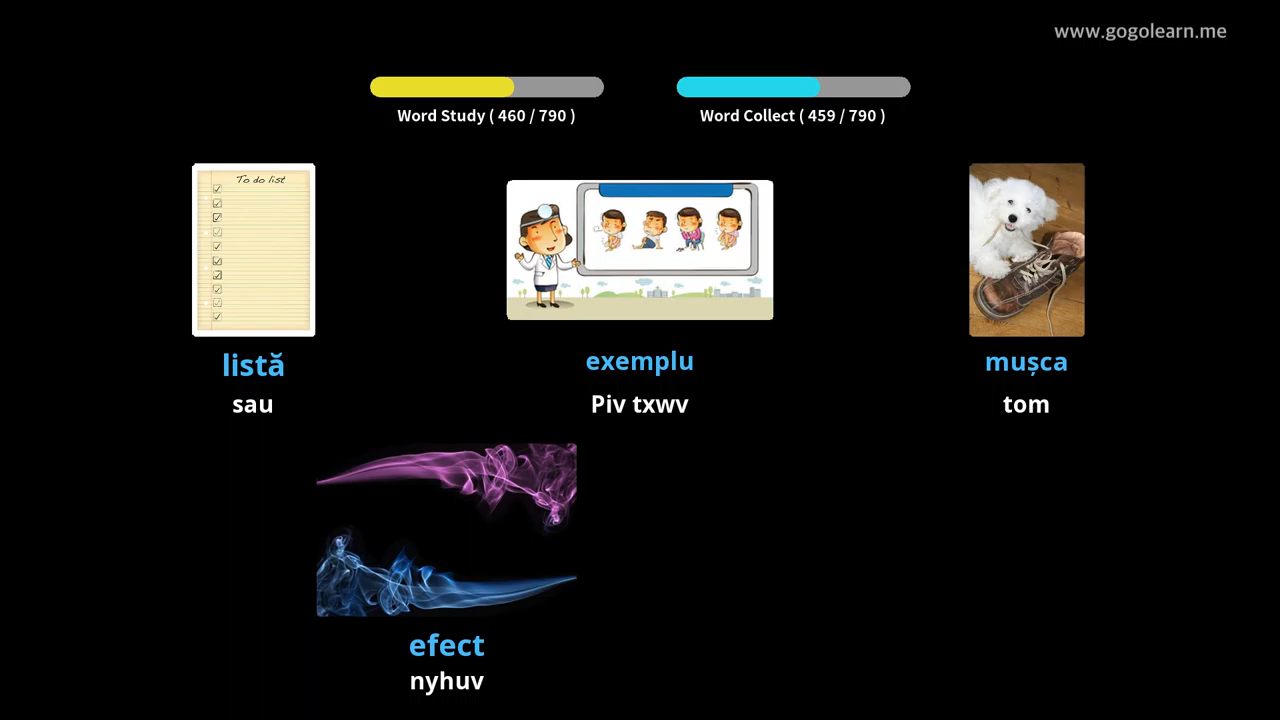 www.gogolearn.me
Word Study ( 460 / 790 )
Word Collect ( 459 / 790 )
To do list
listă
sau
exemplu
Piv txwv
mușca
tom
efect
nyhuv